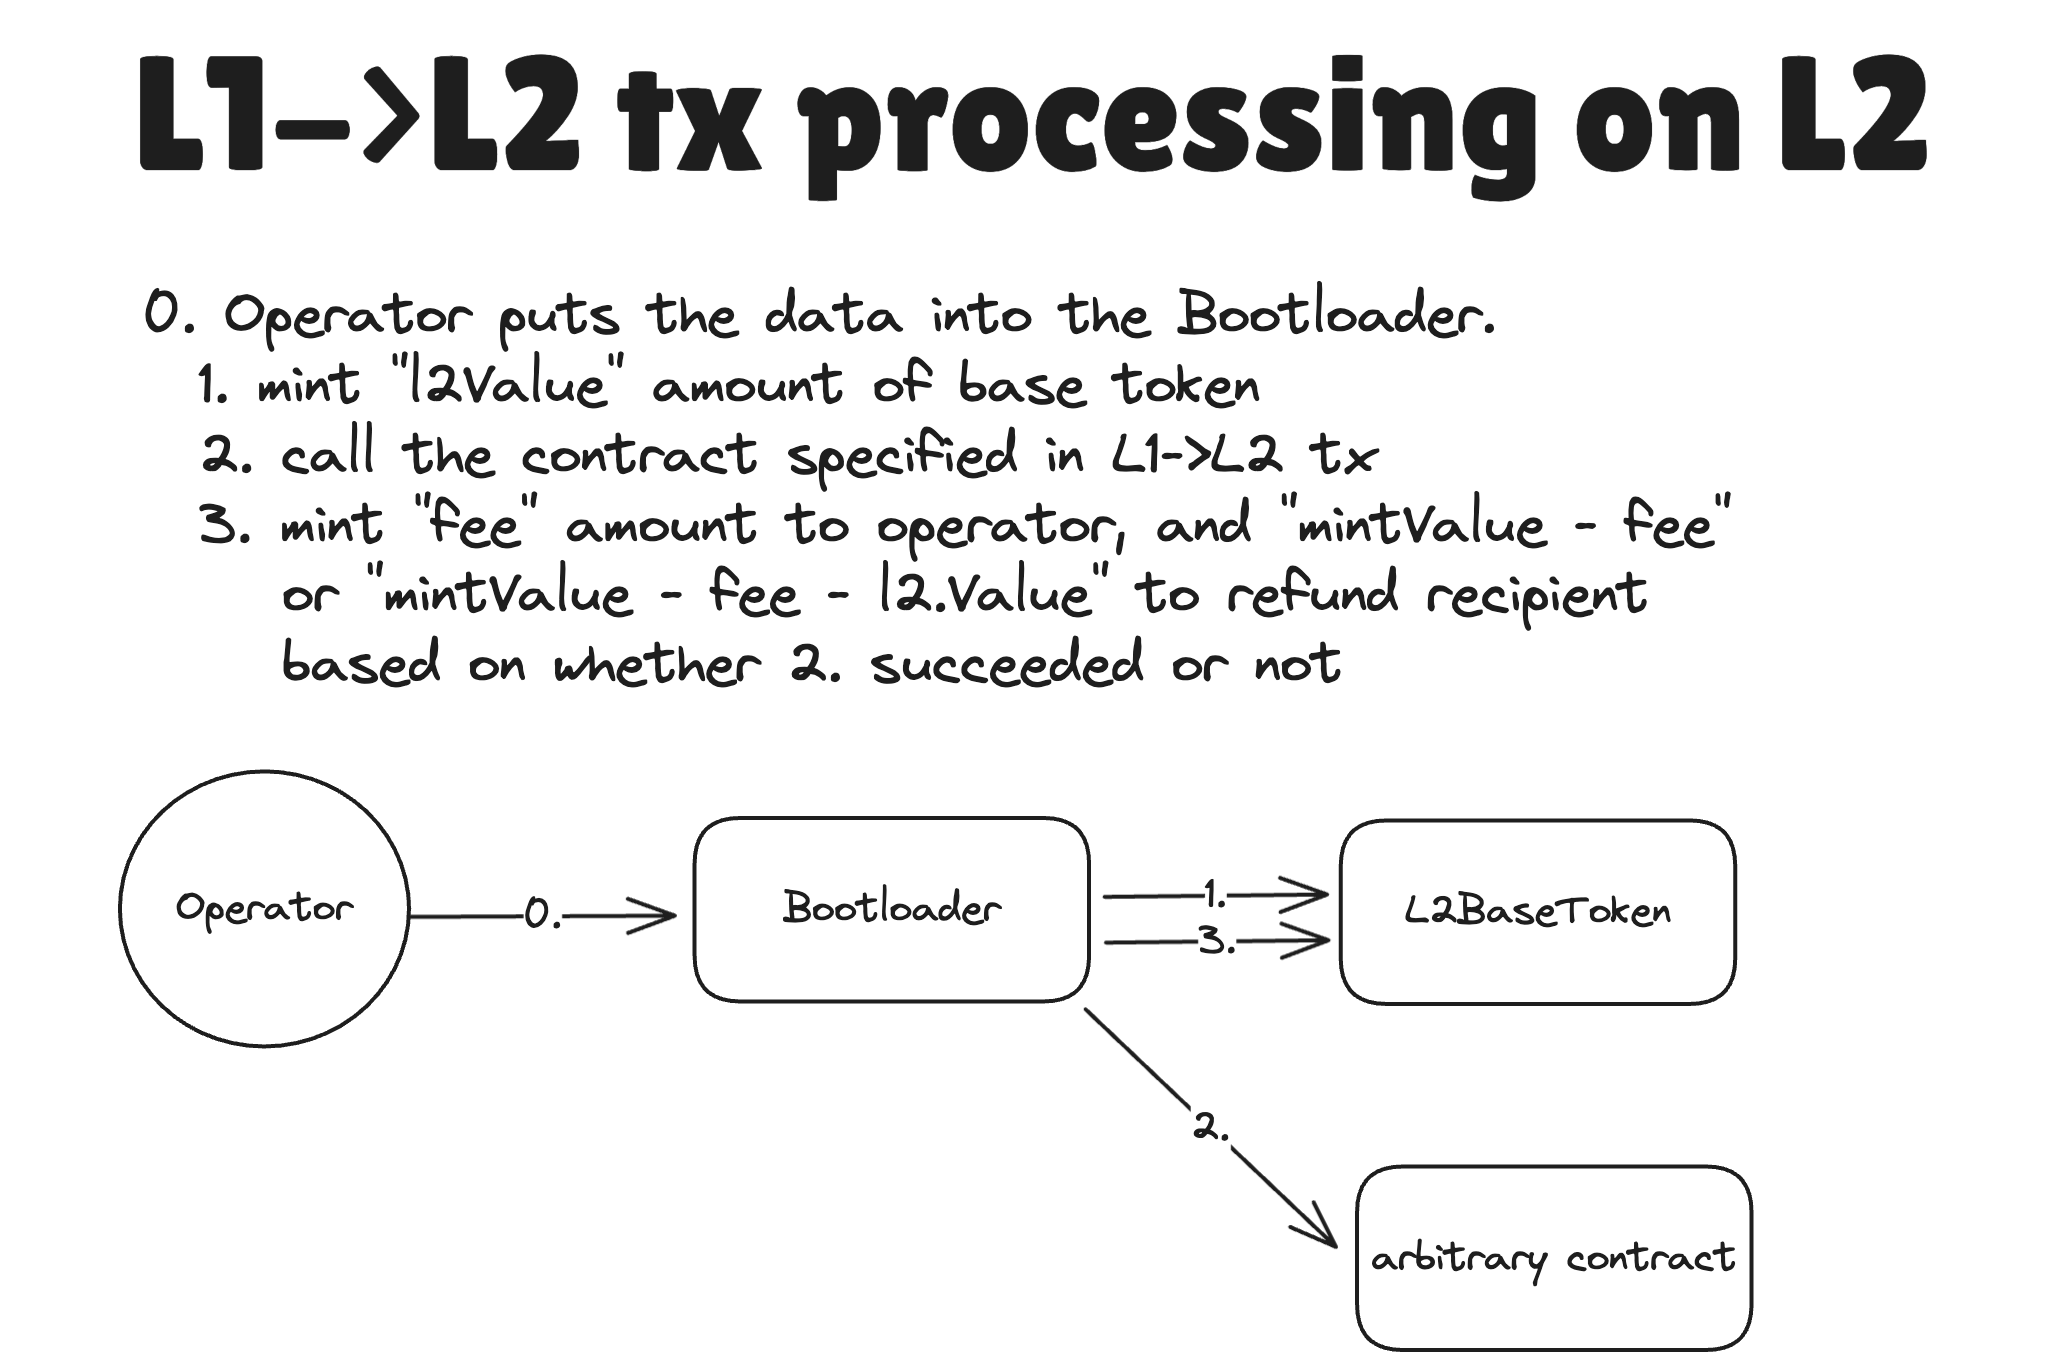 L1->L2 tx processing on L2
0. Operator puts the data into the Bootloader.
1. mint "l2Value" amount of base token
2. call the contract specified in L1->L2 tx
3. mint "fee" amount to operator, and "mintValue - fee"
or "mintValue - fee - l2.Value" to refund recipient
based on whether 2. succeeded or not
Operator
0.
Bootloader
1.
3.
L2BaseToken
2.
arbitrary contract